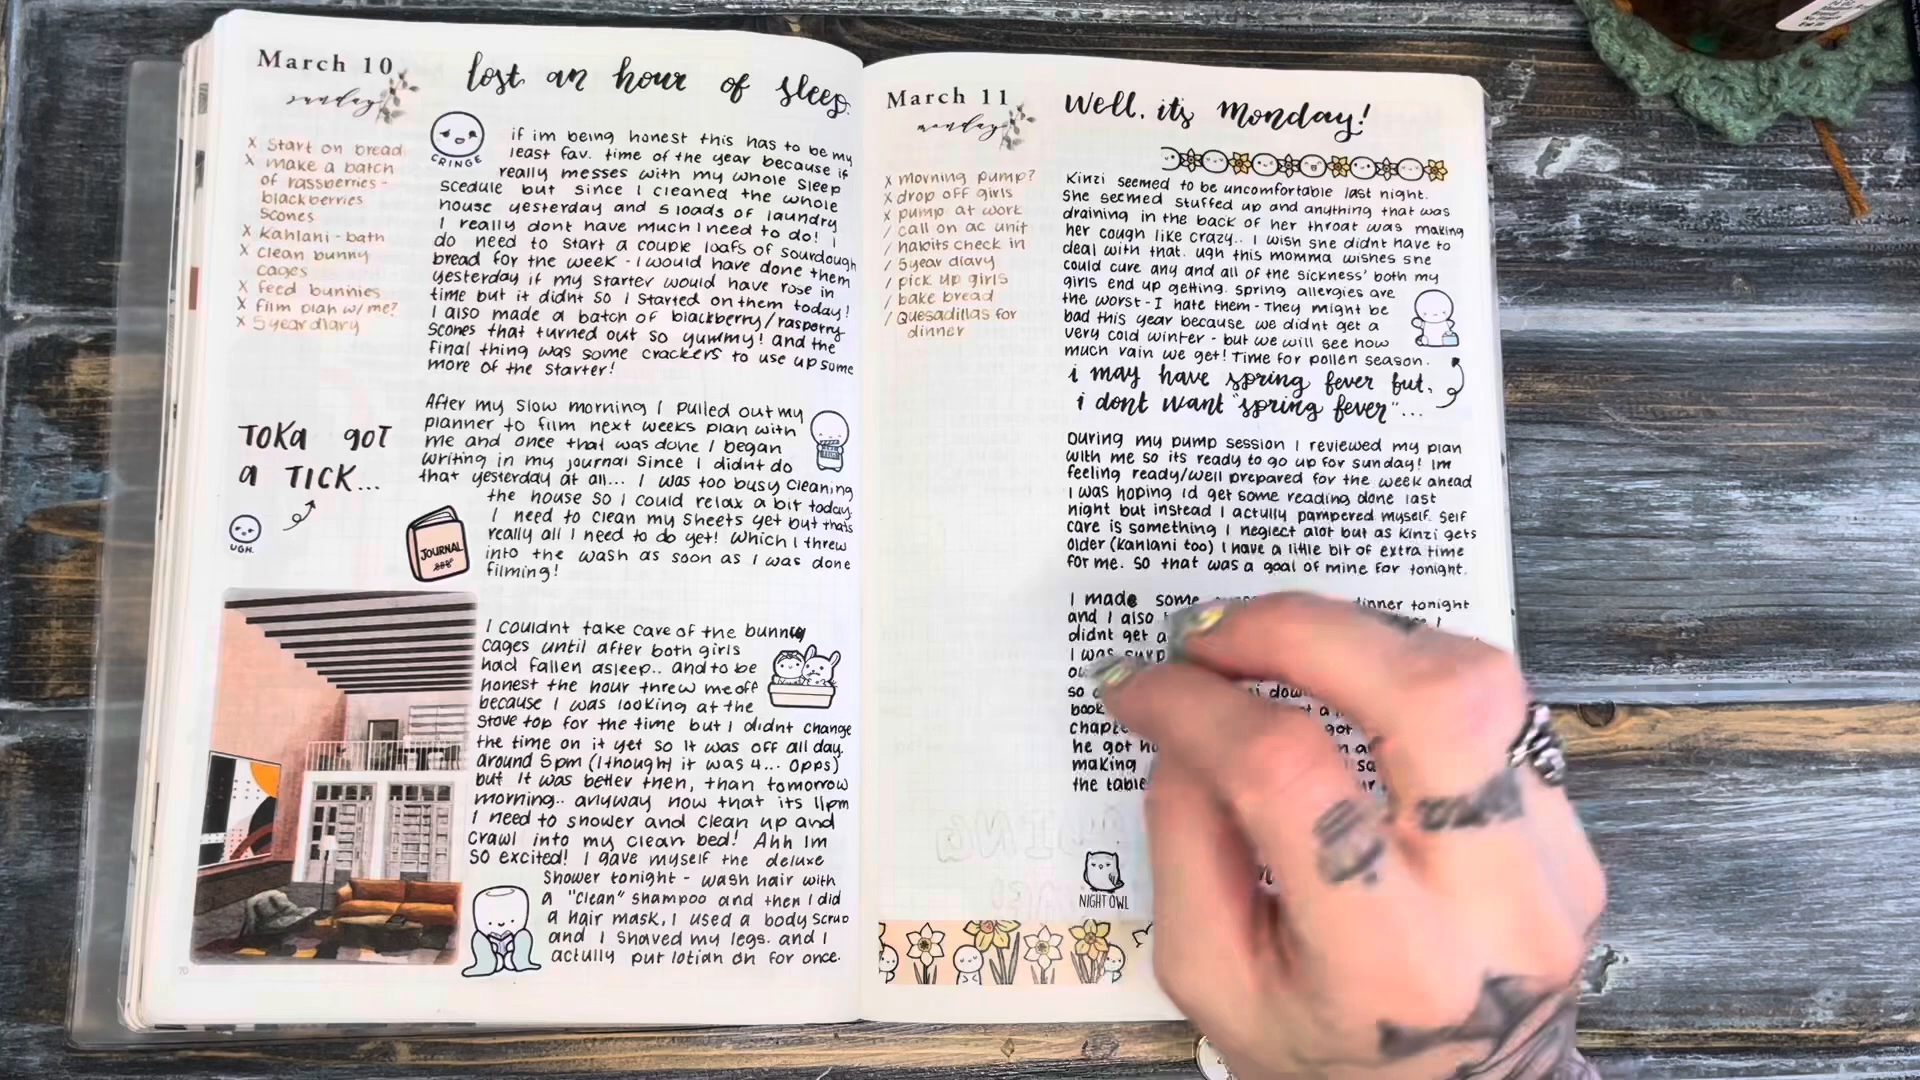 March 10
sunday
lost an hour of sleep.
x Start on bread
x make a batch
of rassberries -
blackberries
scones
x Kahlani - bath
x clean bunny
cages
x feed bunnies
x film plan w/me?
x 5 year diary
TOKA got
a TICK...
UGH.
CRINGE
if im being honest this has to be my
least fav. time of the year because it
really messes with my whole sleep
scedule but since I cleaned the whole
house yesterday and 5 loads of laundry
I really dont have much I need to do! I
do need to start a couple loafs of sourdough
bread for the week - I would have done them
yesterday if my starter would have rose in
time but it didnt so I started on them today!
I also made a batch of blackberry/rasperry
scones that turned out so yummy! and the
final thing was some crackers to use up some
more of the starter!
After my slow morning I pulled out my
planner to film next weeks plan with
me and once that was done I began
writing in my journal since I didnt do
that yesterday at all... I was too busy cleaning
the house so I could relax a bit today.
I need to clean my sheets yet but thats
really all I need to do yet! Which I threw
into the wash as soon as I was done
filming!
JOURNAL
I couldnt take care of the bunny
cages until after both girls
had fallen asleep.. and to be
honest the hour threw me off
because I was looking at the
stove top for the time but I didnt change
the time on it yet so it was off all day.
around 5pm (I thought it was 4... opps)
but it was better then, than tomorrow
morning.. anyway now that its 11pm
I need to shower and clean up and
crawl into my clean bed! Ahh Im
so excited! I gave myself the deluxe
shower tonight - wash hair with
a "clean" shampoo and then I did
a hair mask, I used a body scrub
and I shaved my legs. and I
actully put lotian on for once.
70
March 11
monday
Well, its Monday!
x morning pump?
x drop off girls
x pump at work
/ call on ac unit
/ habits check in
/ 5 year diary
/ pick up girls
/ bake bread
/ Quesadillas for
dinner
Kinzi seemed to be uncomfortable last night.
She seemed stuffed up and anything that was
draining in the back of her throat was making
her cough like crazy.. I wish she didnt have to
deal with that. ugh this momma wishes she
could cure any and all of the sickness' both my
girls end up getting. spring allergies are
the worst - I hate them - They might be
bad this year because we didnt get a
very cold winter - but we will see how
much rain we get! Time for pollen season.
i may have spring fever but,
i dont want "spring fever"...
During my pump session I reviewed my plan
with me so its ready to go up for sunday! Im
feeling ready/well prepared for the week ahead
I was hoping Id get some reading done last
night but instead I actully pampered myself. Self
care is something I neglect alot but as Kinzi gets
older (Kahlani too) I have a little bit of extra time
for me. so that was a goal of mine for tonight.
I made some dinner tonight
and I also
didnt get a
I was
so
book
he got
making
the table
NIGHT OWL